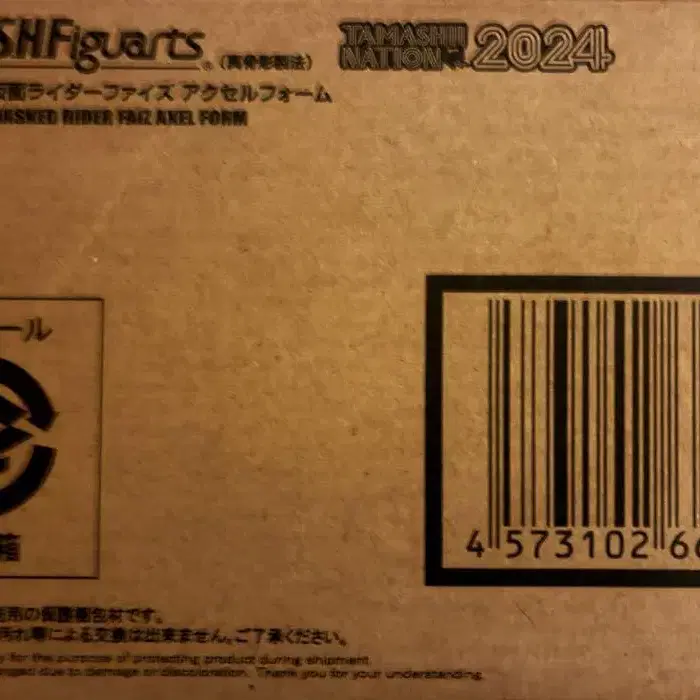 S.H.Figuarts（真骨彫製法） TAMASHII NATION 2024
仮面ライダーファイズ アクセルフォーム
MASKED RIDER FAIZ AXEL FORM
ール
箱
4 573102 66
用の保護梱包材です。
汚れ等による交換は出来ません。ご了承ください。
for the purpose of protecting product during shipment.
due to damage or discoloration. Thank you for your understanding.